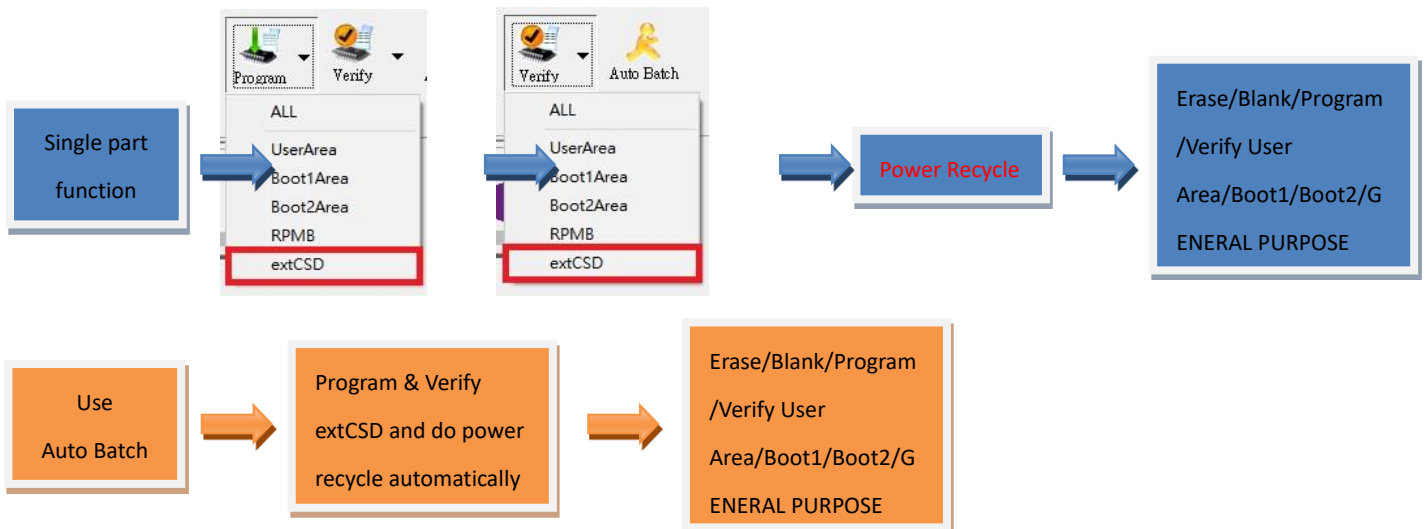 Single part
function
Program
Verify
ALL
UserArea
Boot1Area
Boot2Area
RPMB
extCSD
Verify
Auto Batch
ALL
UserArea
Boot1Area
Boot2Area
RPMB
extCSD
Power Recycle
Erase/Blank/Program
/Verify User
Area/Boot1/Boot2/G
ENERAL PURPOSE
Use
Auto Batch
Program & Verify
extCSD and do power
recycle automatically
Erase/Blank/Program
/Verify User
Area/Boot1/Boot2/G
ENERAL PURPOSE